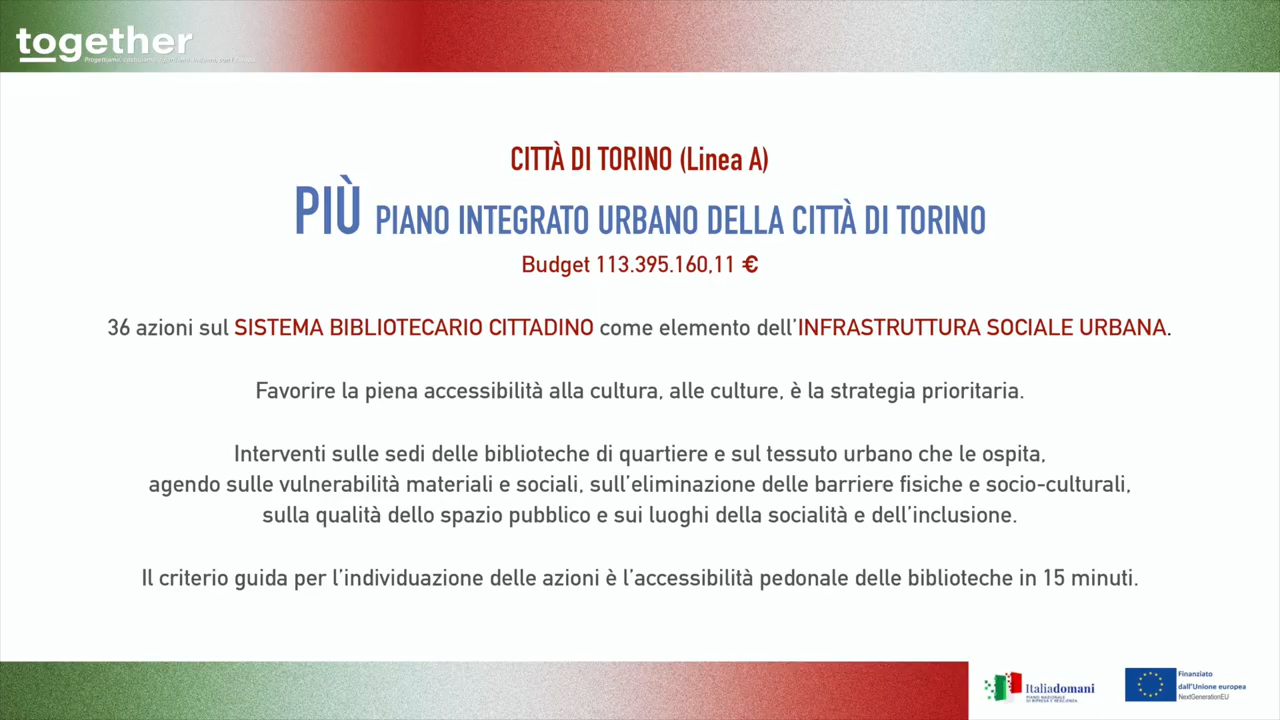 together
CITTÀ DI TORINO (Linea A)
PIÙ PIANO INTEGRATO URBANO DELLA CITTÀ DI TORINO
Budget 113.395.160,11 €
36 azioni sul SISTEMA BIBLIOTECARIO CITTADINO come elemento dell'INFRASTRUTTURA SOCIALE URBANA.
Favorire la piena accessibilità alla cultura, alle culture, è la strategia prioritaria.
Interventi sulle sedi delle biblioteche di quartiere e sul tessuto urbano che le ospita,
agendo sulle vulnerabilità materiali e sociali, sull'eliminazione delle barriere fisiche e socio-culturali,
sulla qualità dello spazio pubblico e sui luoghi della socialità e dell'inclusione.
Il criterio guida per l'individuazione delle azioni è l'accessibilità pedonale delle biblioteche in 15 minuti.
Italiadomani
PIANO NAZIONALE
DI RIPRESA E RESILIENZA
Finanziato
dall'Unione europea
NextGenerationEU